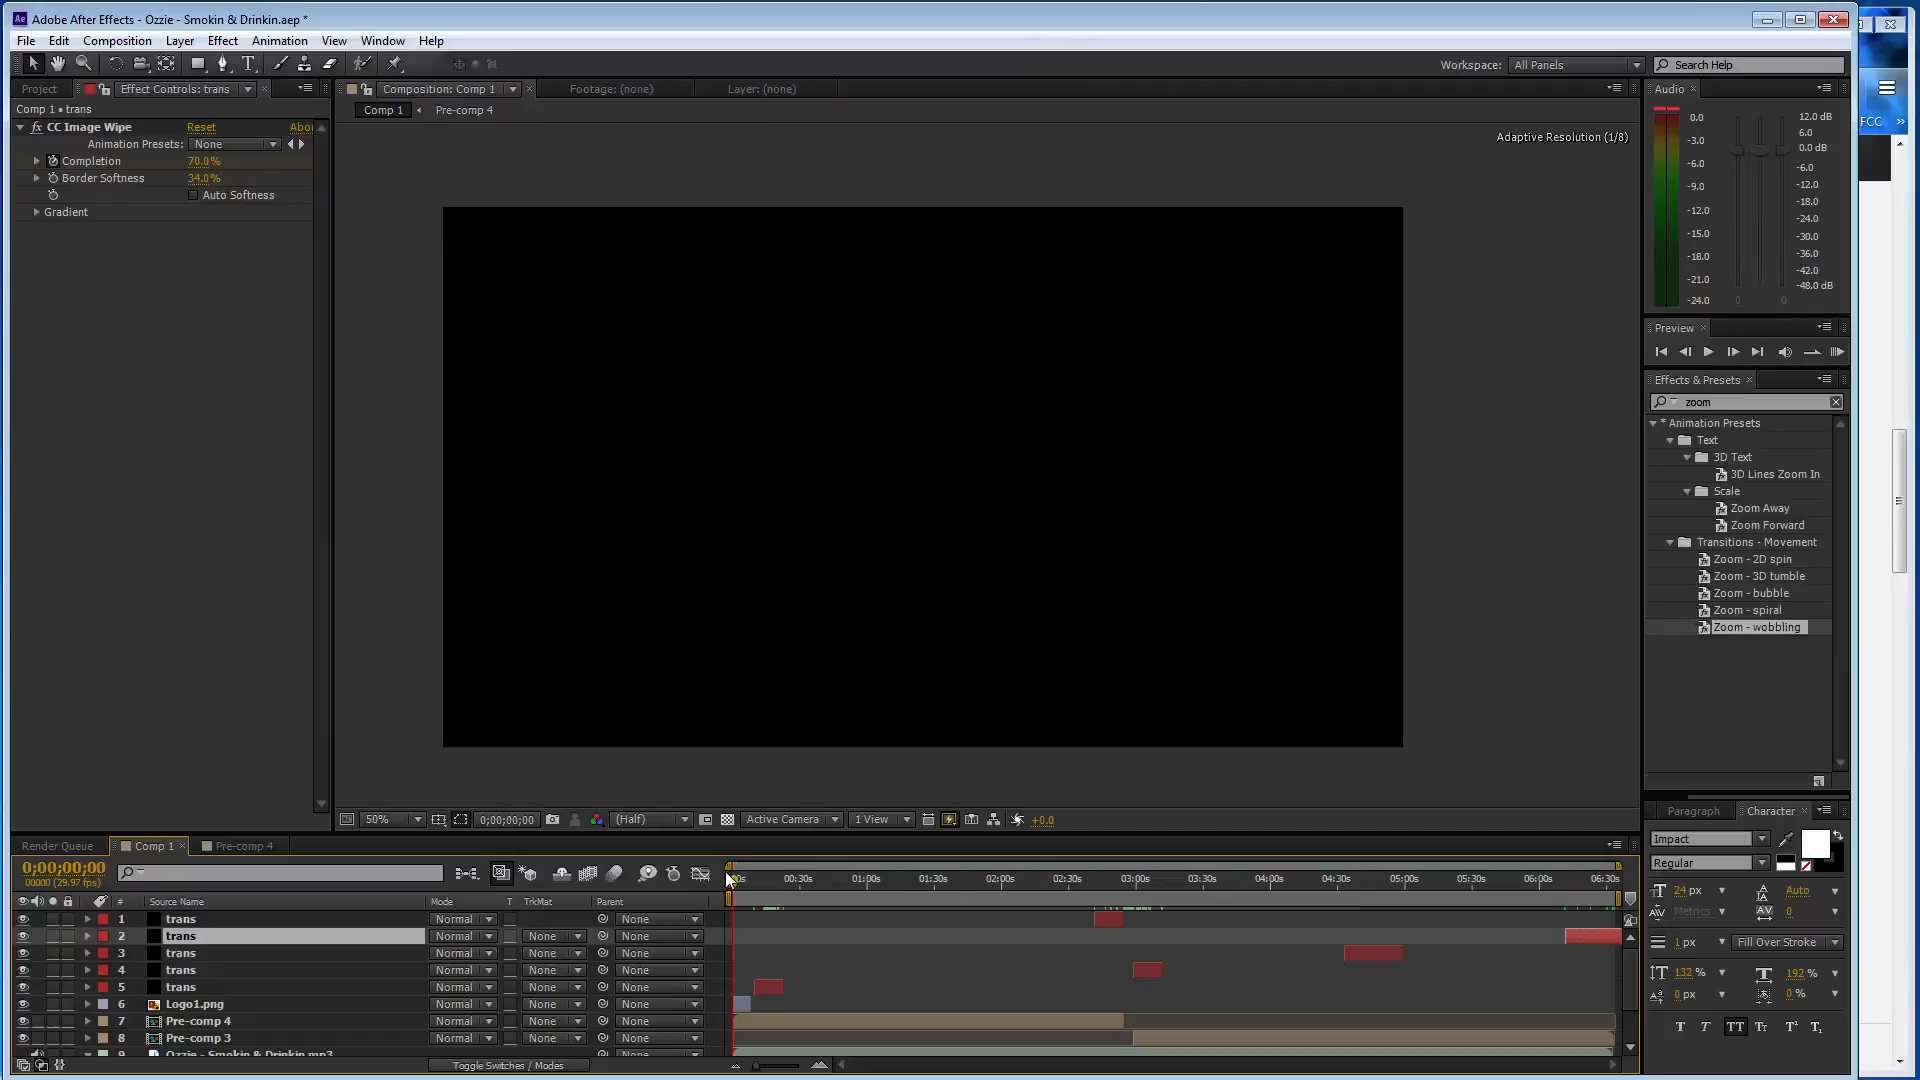 Adobe After Effects - Ozzie - Smokin & Drinkin.aep *
File Edit Composition Layer Effect Animation View Window Help
Workspace: All Panels Search Help
Project Effect Controls: trans Composition: Comp 1 Footage: (none) Layer: (none) Audio
Comp 1 • trans
Comp 1 Pre-comp 4
FCC
CC Image Wipe Reset Abo
Animation Presets: None
Completion 70.0%
Border Softness 34.0%
Auto Softness
Gradient
Adaptive Resolution (1/8)
0.0 12.0 dB
-3.0 6.0
-6.0 0.0 dB
-9.0 -6.0
-12.0 -12.0
-15.0 -18.0
-18.0 -24.0
-21.0 -30.0
-24.0 -36.0
-42.0
-48.0 dB
0 0
Preview
Effects & Presets
zoom
* Animation Presets
Text
3D Text
3D Lines Zoom In
Scale
Zoom Away
Zoom Forward
Transitions - Movement
Zoom - 2D spin
Zoom - 3D tumble
Zoom - bubble
Zoom - spiral
Zoom - wobbling
50% 0;00;00;00 (Half) Active Camera 1 View +0.0
Paragraph Character
Impact
Regular
24 px Auto
Metrics 0
1 px Fill Over Stroke
132 % 192 %
0 px 0 %
T T TT TT T¹ T₁
Render Queue Comp 1 Pre-comp 4
0;00;00;00
00000 (29.97 fps)
00:30s 01:00s 01:30s 02:00s 02:30s 03:00s 03:30s 04:00s 04:30s 05:00s 05:30s 06:00s 06:30s
# Source Name Mode T TrkMat Parent
1 trans Normal None
2 trans Normal None None
3 trans Normal None None
4 trans Normal None None
5 trans Normal None None
6 Logo1.png Normal None None
7 Pre-comp 4 Normal None None
8 Pre-comp 3 Normal None None
9 Ozzie - Smokin & Drinkin.mp3 None
Toggle Switches / Modes